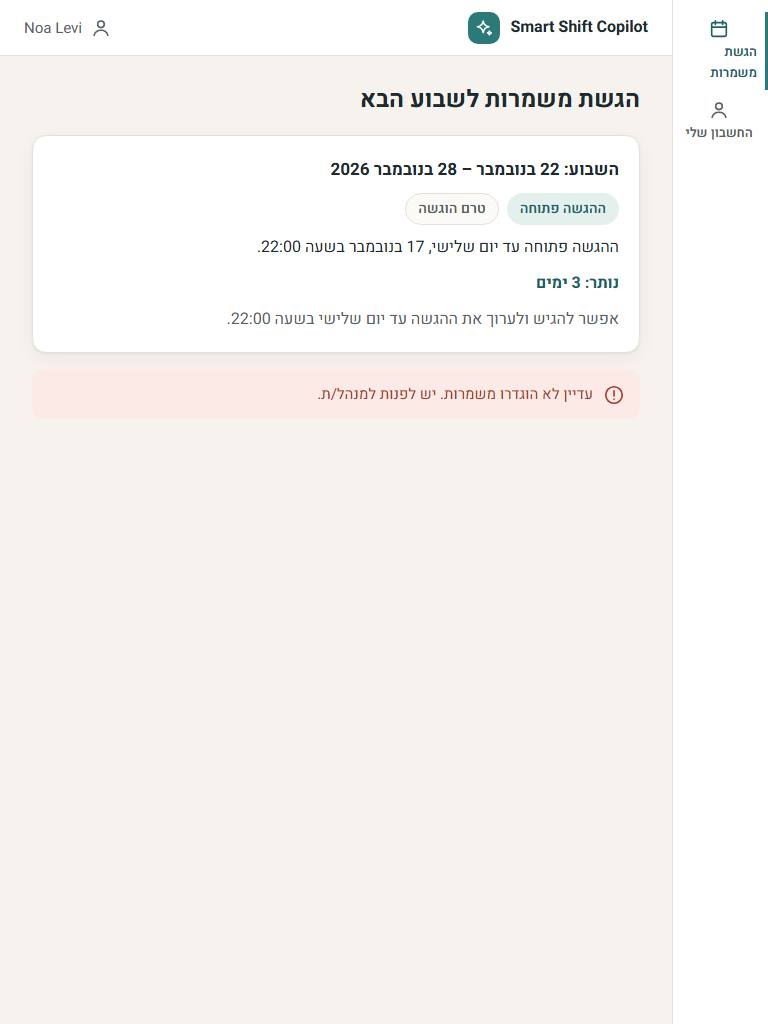 Smart Shift Copilot
Noa Levi
הגשת
משמרות
החשבון שלי
הגשת משמרות לשבוע הבא
השבוע: 22 בנובמבר – 28 בנובמבר 2026
ההגשה פתוחה
טרם הוגשה
ההגשה פתוחה עד יום שלישי, 17 בנובמבר בשעה 22:00.
נותר: 3 ימים
אפשר להגיש ולערוך את ההגשה עד יום שלישי בשעה 22:00.
עדיין לא הוגדרו משמרות. יש לפנות למנהל/ת.